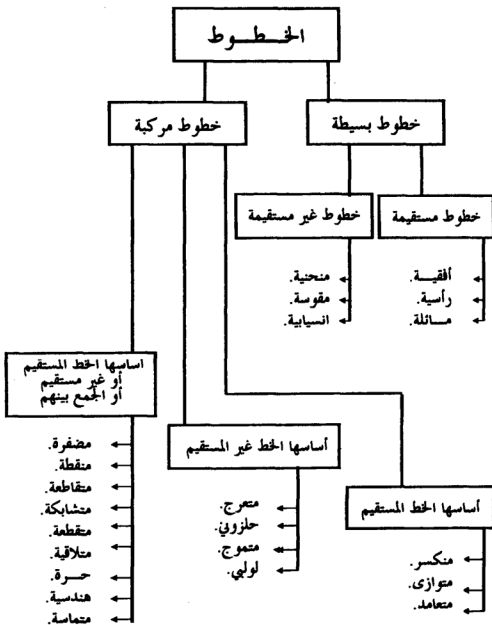 الخطوط
خطوط بسيطة
خطوط مركبة
خطوط مستقيمة
خطوط غير مستقيمة
أفقية.
رأسية.
مائلة.
منحنية.
مقوسة.
انسيابية.
أساسها الخط المستقيم
منكسر.
متوازى.
متعامد.
أساسها الخط غير المستقيم
متعرج.
حلزوني.
متموج.
لولبي.
اساسها الخط المستقيم
أو غير مستقيم
أو الجمع بينهم
مضفرة.
منقطة.
متقاطعة.
متشابكة.
متقطعة.
متلاقية.
حرة.
هندسية.
متماسة.